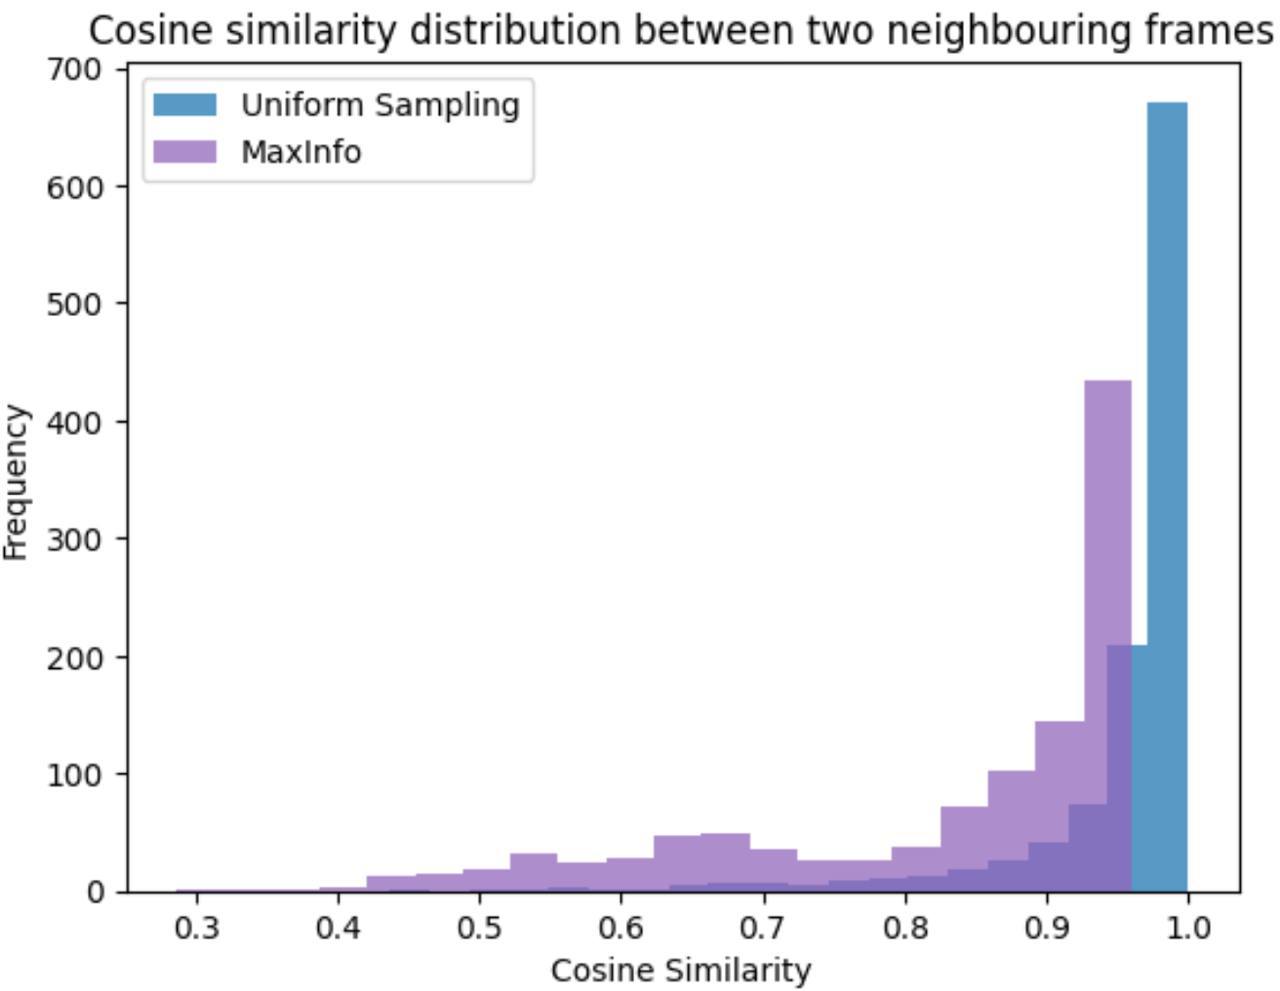 Cosine similarity distribution between two neighbouring frames
Uniform Sampling
MaxInfo
700
600
500
400
300
200
100
0
Frequency
0.3 0.4 0.5 0.6 0.7 0.8 0.9 1.0
Cosine Similarity